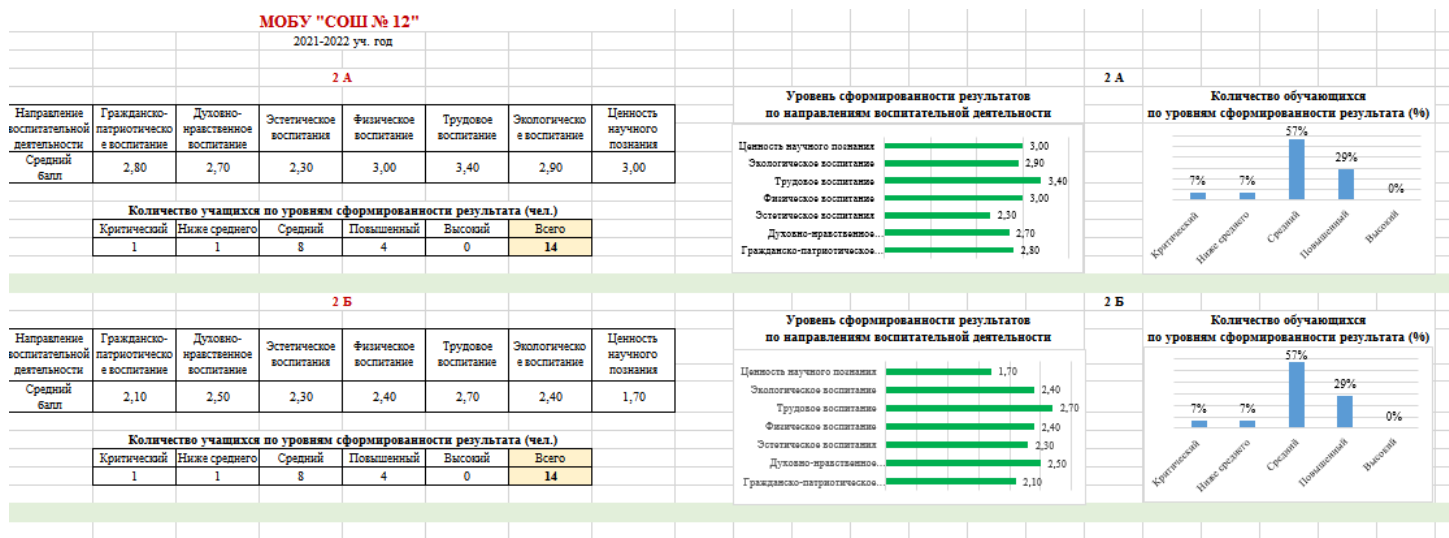 МОБУ "СОШ № 12"
2021-2022 уч. год
2 А
Направление воспитательной деятельности Гражданско-патриотическое воспитание Духовно-нравственное воспитание Эстетическое воспитания Физическое воспитание Трудовое воспитание Экологическое воспитание Ценность научного познания
Средний балл 2,80 2,70 2,30 3,00 3,40 2,90 3,00
Количество учащихся по уровням сформированности результата (чел.)
Критический Ниже среднего Средний Повышенный Высокий Всего
1 1 8 4 0 14
2 А
Уровень сформированности результатов
по направлениям воспитательной деятельности
Ценность научного познания 3,00
Экологическое воспитание 2,90
Трудовое воспитание 3,40
Физическое воспитание 3,00
Эстетическое воспитания 2,30
Духовно-нравственное... 2,70
Гражданско-патриотическое... 2,80
Количество обучающихся
по уровням сформированности результата (%)
7% 7% 57% 29% 0%
Критический Ниже среднего Средний Повышенный Высокий
2 Б
Направление воспитательной деятельности Гражданско-патриотическое воспитание Духовно-нравственное воспитание Эстетическое воспитания Физическое воспитание Трудовое воспитание Экологическое воспитание Ценность научного познания
Средний балл 2,10 2,50 2,30 2,40 2,70 2,40 1,70
Количество учащихся по уровням сформированности результата (чел.)
Критический Ниже среднего Средний Повышенный Высокий Всего
1 1 8 4 0 14
2 Б
Уровень сформированности результатов
по направлениям воспитательной деятельности
Ценность научного познания 1,70
Экологическое воспитание 2,40
Трудовое воспитание 2,70
Физическое воспитание 2,40
Эстетическое воспитания 2,30
Духовно-нравственное... 2,50
Гражданско-патриотическое... 2,10
Количество обучающихся
по уровням сформированности результата (%)
7% 7% 57% 29% 0%
Критический Ниже среднего Средний Повышенный Высокий